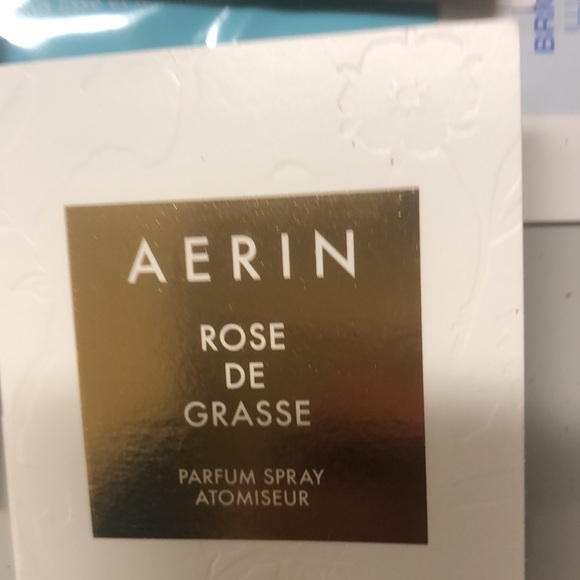 AERIN
ROSE
DE
GRASSE
PARFUM SPRAY
ATOMISEUR